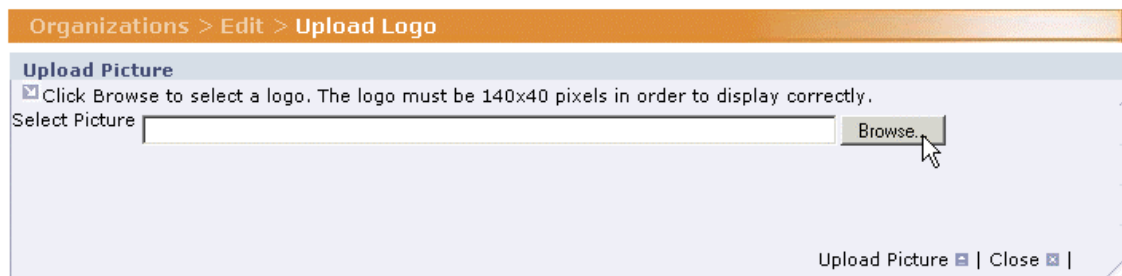 Organizations > Edit > Upload Logo
Upload Picture
Click Browse to select a logo. The logo must be 140x40 pixels in order to display correctly.
Select Picture Browse...
Upload Picture | Close |